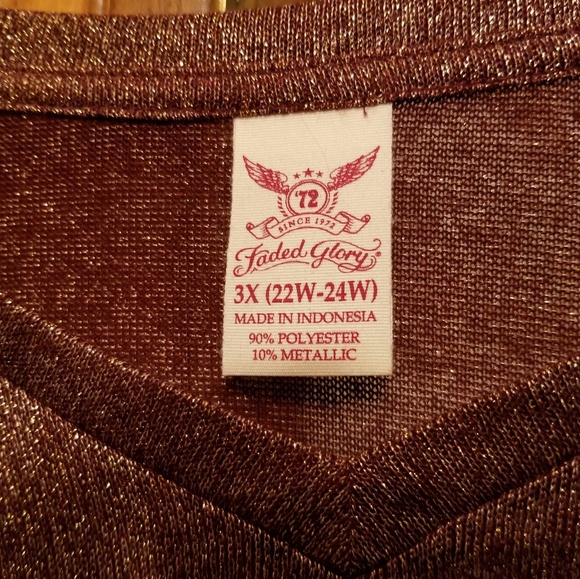 '72
SINCE 1972
Faded Glory®
3X (22W-24W)
MADE IN INDONESIA
90% POLYESTER
10% METALLIC